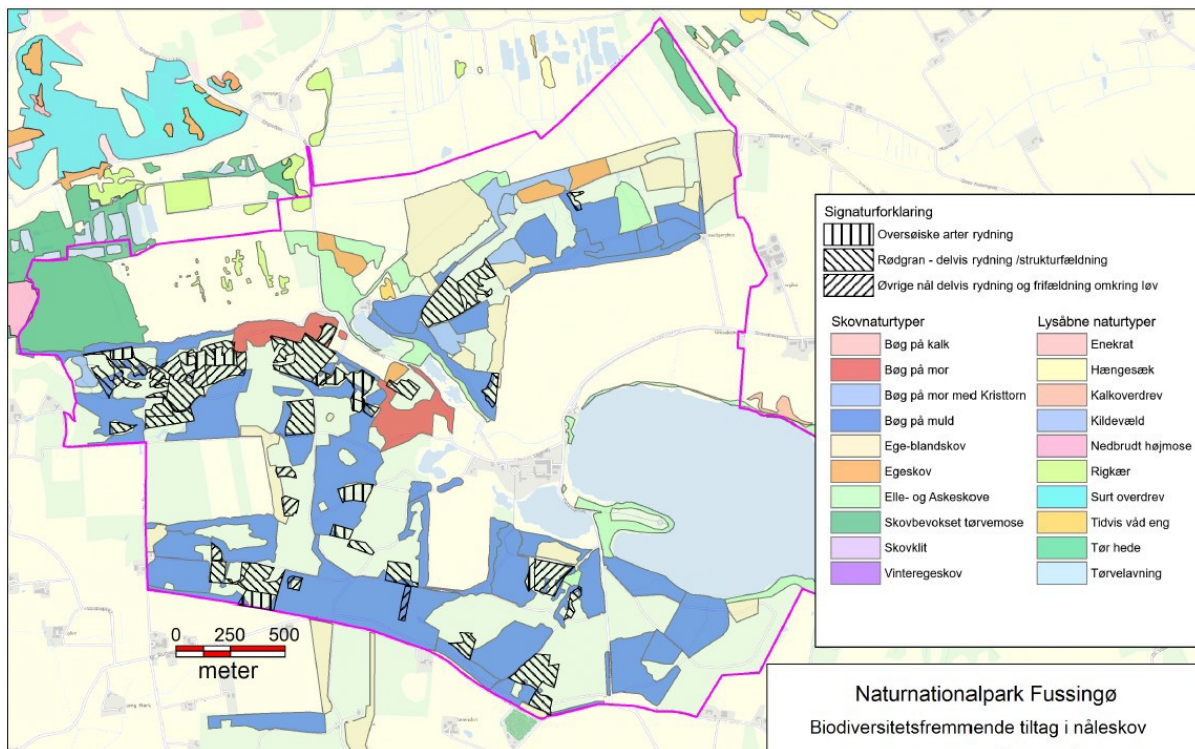 Signaturforklaring
Oversøiske arter rydning
Rødgran - delvis rydning /strukturfældning
Øvrige nål delvis rydning og frifældning omkring løv
Skovnaturtyper
Bøg på kalk
Bøg på mor
Bøg på mor med Kristtorn
Bøg på muld
Ege-blandskov
Egeskov
Elle- og Askeskove
Skovbevokset tørvemose
Skovklit
Vinteregeskov
Lysåbne naturtyper
Enekrat
Hængesæk
Kalkoverdrev
Kildevæld
Nedbrudt højmose
Rigkær
Surt overdrev
Tidvis våd eng
Tør hede
Tørvelavning
0 250 500
meter
Naturnationalpark Fussingø
Biodiversitetsfremmende tiltag i nåleskov